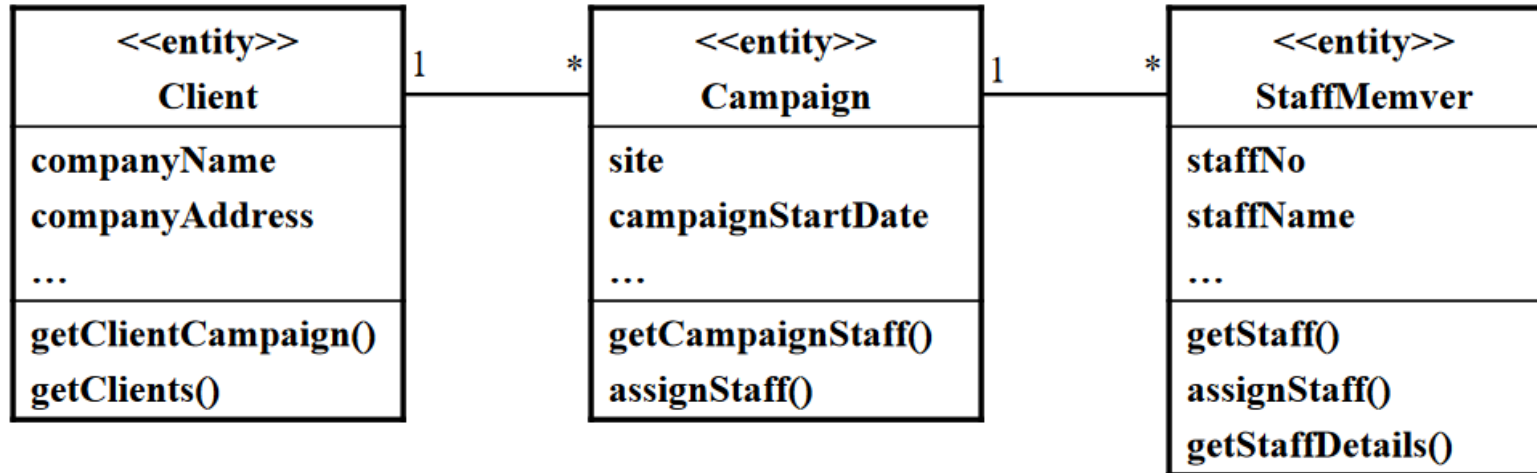 <<entity>>
Client
companyName
companyAddress
...
getClientCampaign()
getClients()
1
*
<<entity>>
Campaign
site
campaignStartDate
...
getCampaignStaff()
assignStaff()
1
*
<<entity>>
StaffMemver
staffNo
staffName
...
getStaff()
assignStaff()
getStaffDetails()